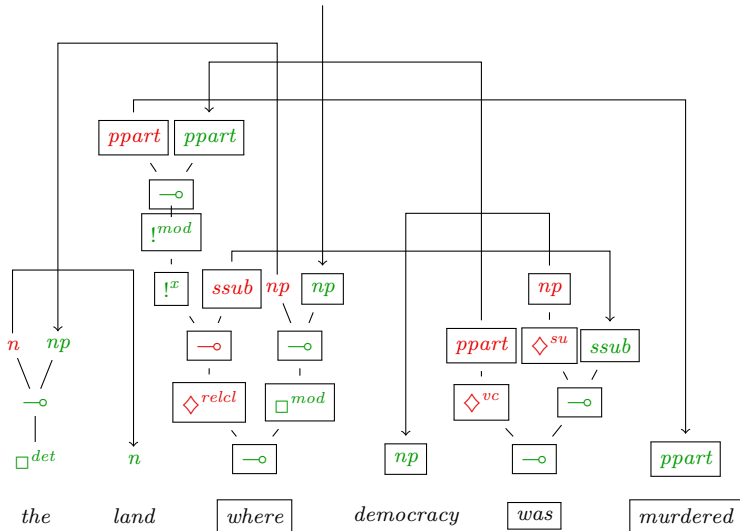 ppart ppart
⊸
!^mod
!^x ssub np np np
n np ⊸ ⊸ ppart ◇^su ssub
⊸ ◇^relcl □^mod ◇^vc ⊸
□^det n ⊸ np ⊸ ppart
the land where democracy was murdered